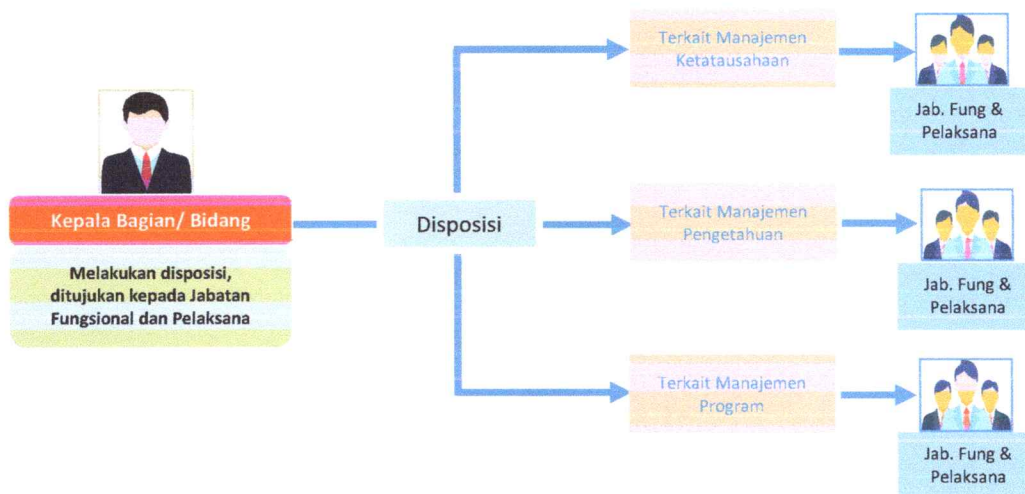 Kepala Bagian/ Bidang
Melakukan disposisi,
ditujukan kepada Jabatan
Fungsional dan Pelaksana
Disposisi
Terkait Manajemen
Ketatausahaan
Jab. Fung &
Pelaksana
Terkait Manajemen
Pengetahuan
Jab. Fung &
Pelaksana
Terkait Manajemen
Program
Jab. Fung &
Pelaksana